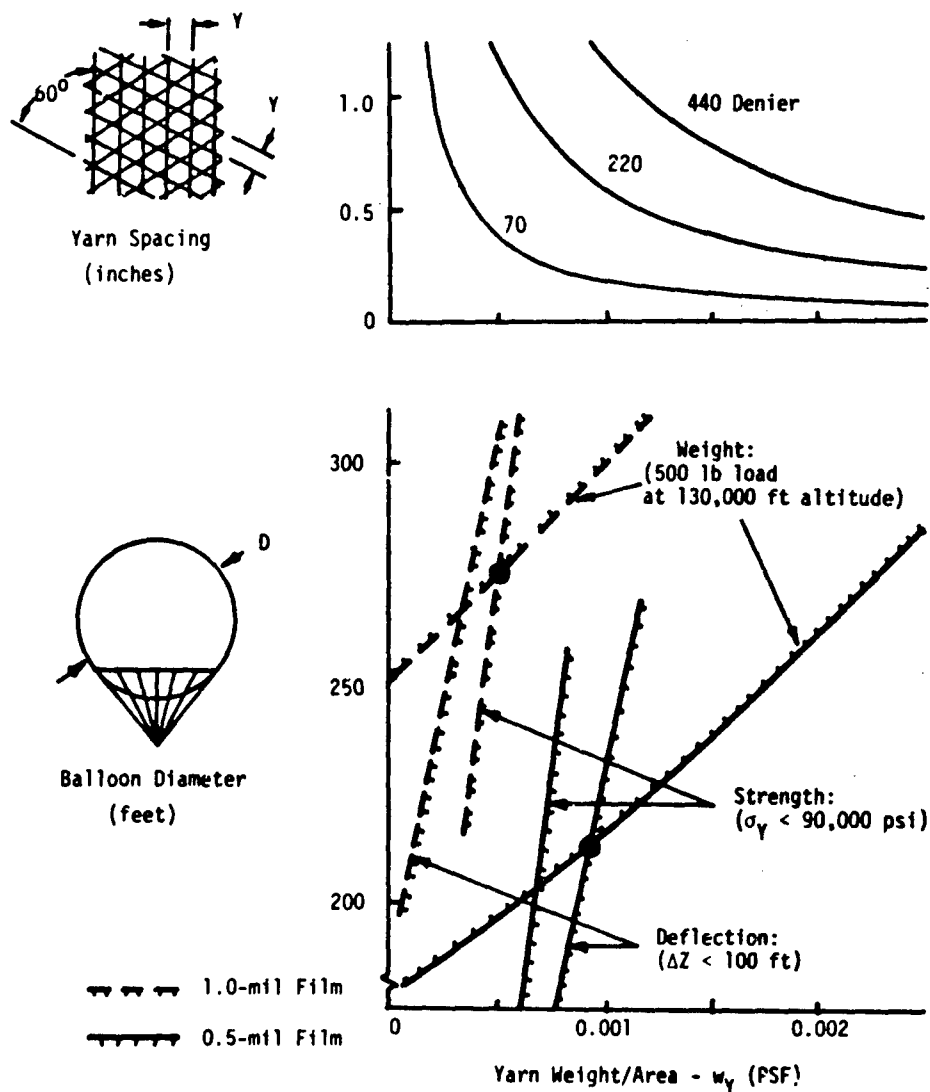 Y
60°
Y
Yarn Spacing
(inches)
1.0
0.5
0
440 Denier
220
70
300
250
200
Weight:
(500 lb load
at 130,000 ft altitude)
D
Balloon Diameter
(feet)
Strength:
(σY < 90,000 psi)
Deflection:
(ΔZ < 100 ft)
1.0-mil Film
0.5-mil Film
0
0.001
0.002
Yarn Weight/Area - wY (PSF)